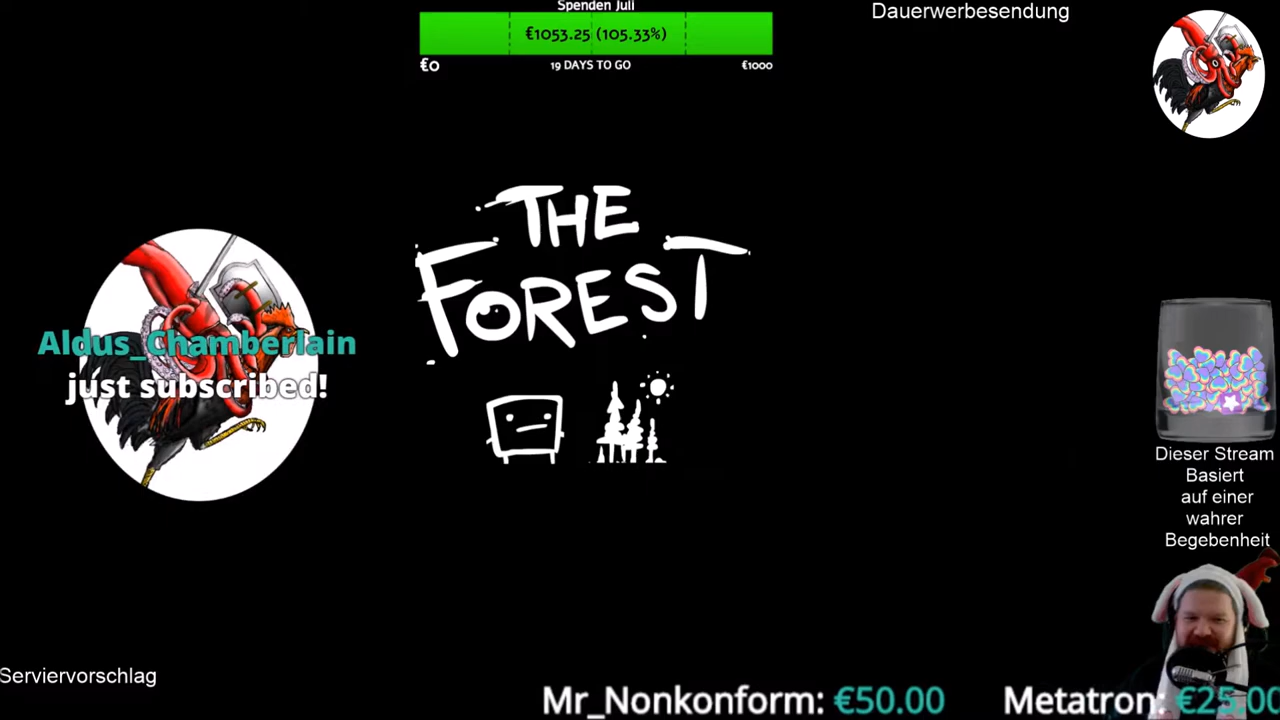 Spenden Juli
€1053.25 (105.33%)
€0
19 DAYS TO GO
€1000
Dauerwerbesendung
THE
FOREST
Aldus_Chamberlain
just subscribed!
Dieser Stream
Basiert
auf einer
wahrer
Begebenheit
Serviervorschlag
Mr_Nonkonform: €50.00 Metatron: €25.00